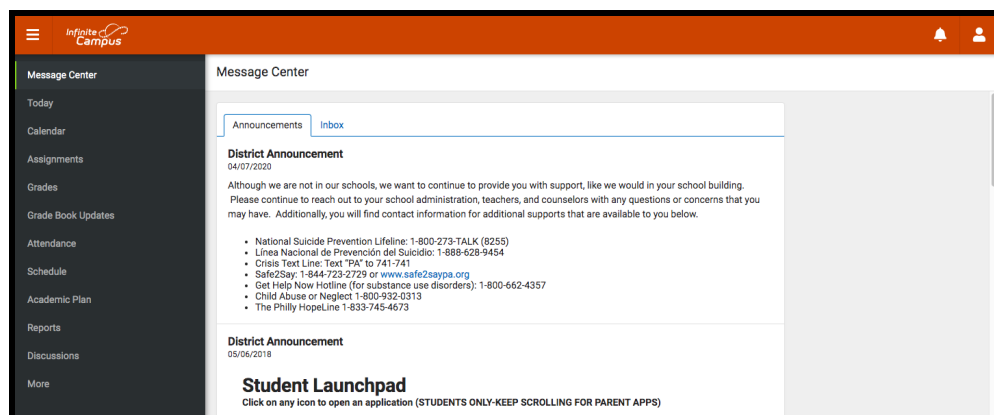 Infinite
Campus
Message Center
Today
Calendar
Assignments
Grades
Grade Book Updates
Attendance
Schedule
Academic Plan
Reports
Discussions
More
Message Center
Announcements Inbox
District Announcement
04/07/2020
Although we are not in our schools, we want to continue to provide you with support, like we would in your school building.
Please continue to reach out to your school administration, teachers, and counselors with any questions or concerns that you
may have. Additionally, you will find contact information for additional supports that are available to you below.
• National Suicide Prevention Lifeline: 1-800-273-TALK (8255)
• Línea Nacional de Prevención del Suicidio: 1-888-628-9454
• Crisis Text Line: Text "PA" to 741-741
• Safe2Say: 1-844-723-2729 or www.safe2saypa.org
• Get Help Now Hotline (for substance use disorders): 1-800-662-4357
• Child Abuse or Neglect 1-800-932-0313
• The Philly HopeLine 1-833-745-4673
District Announcement
05/06/2018
Student Launchpad
Click on any icon to open an application (STUDENTS ONLY-KEEP SCROLLING FOR PARENT APPS)